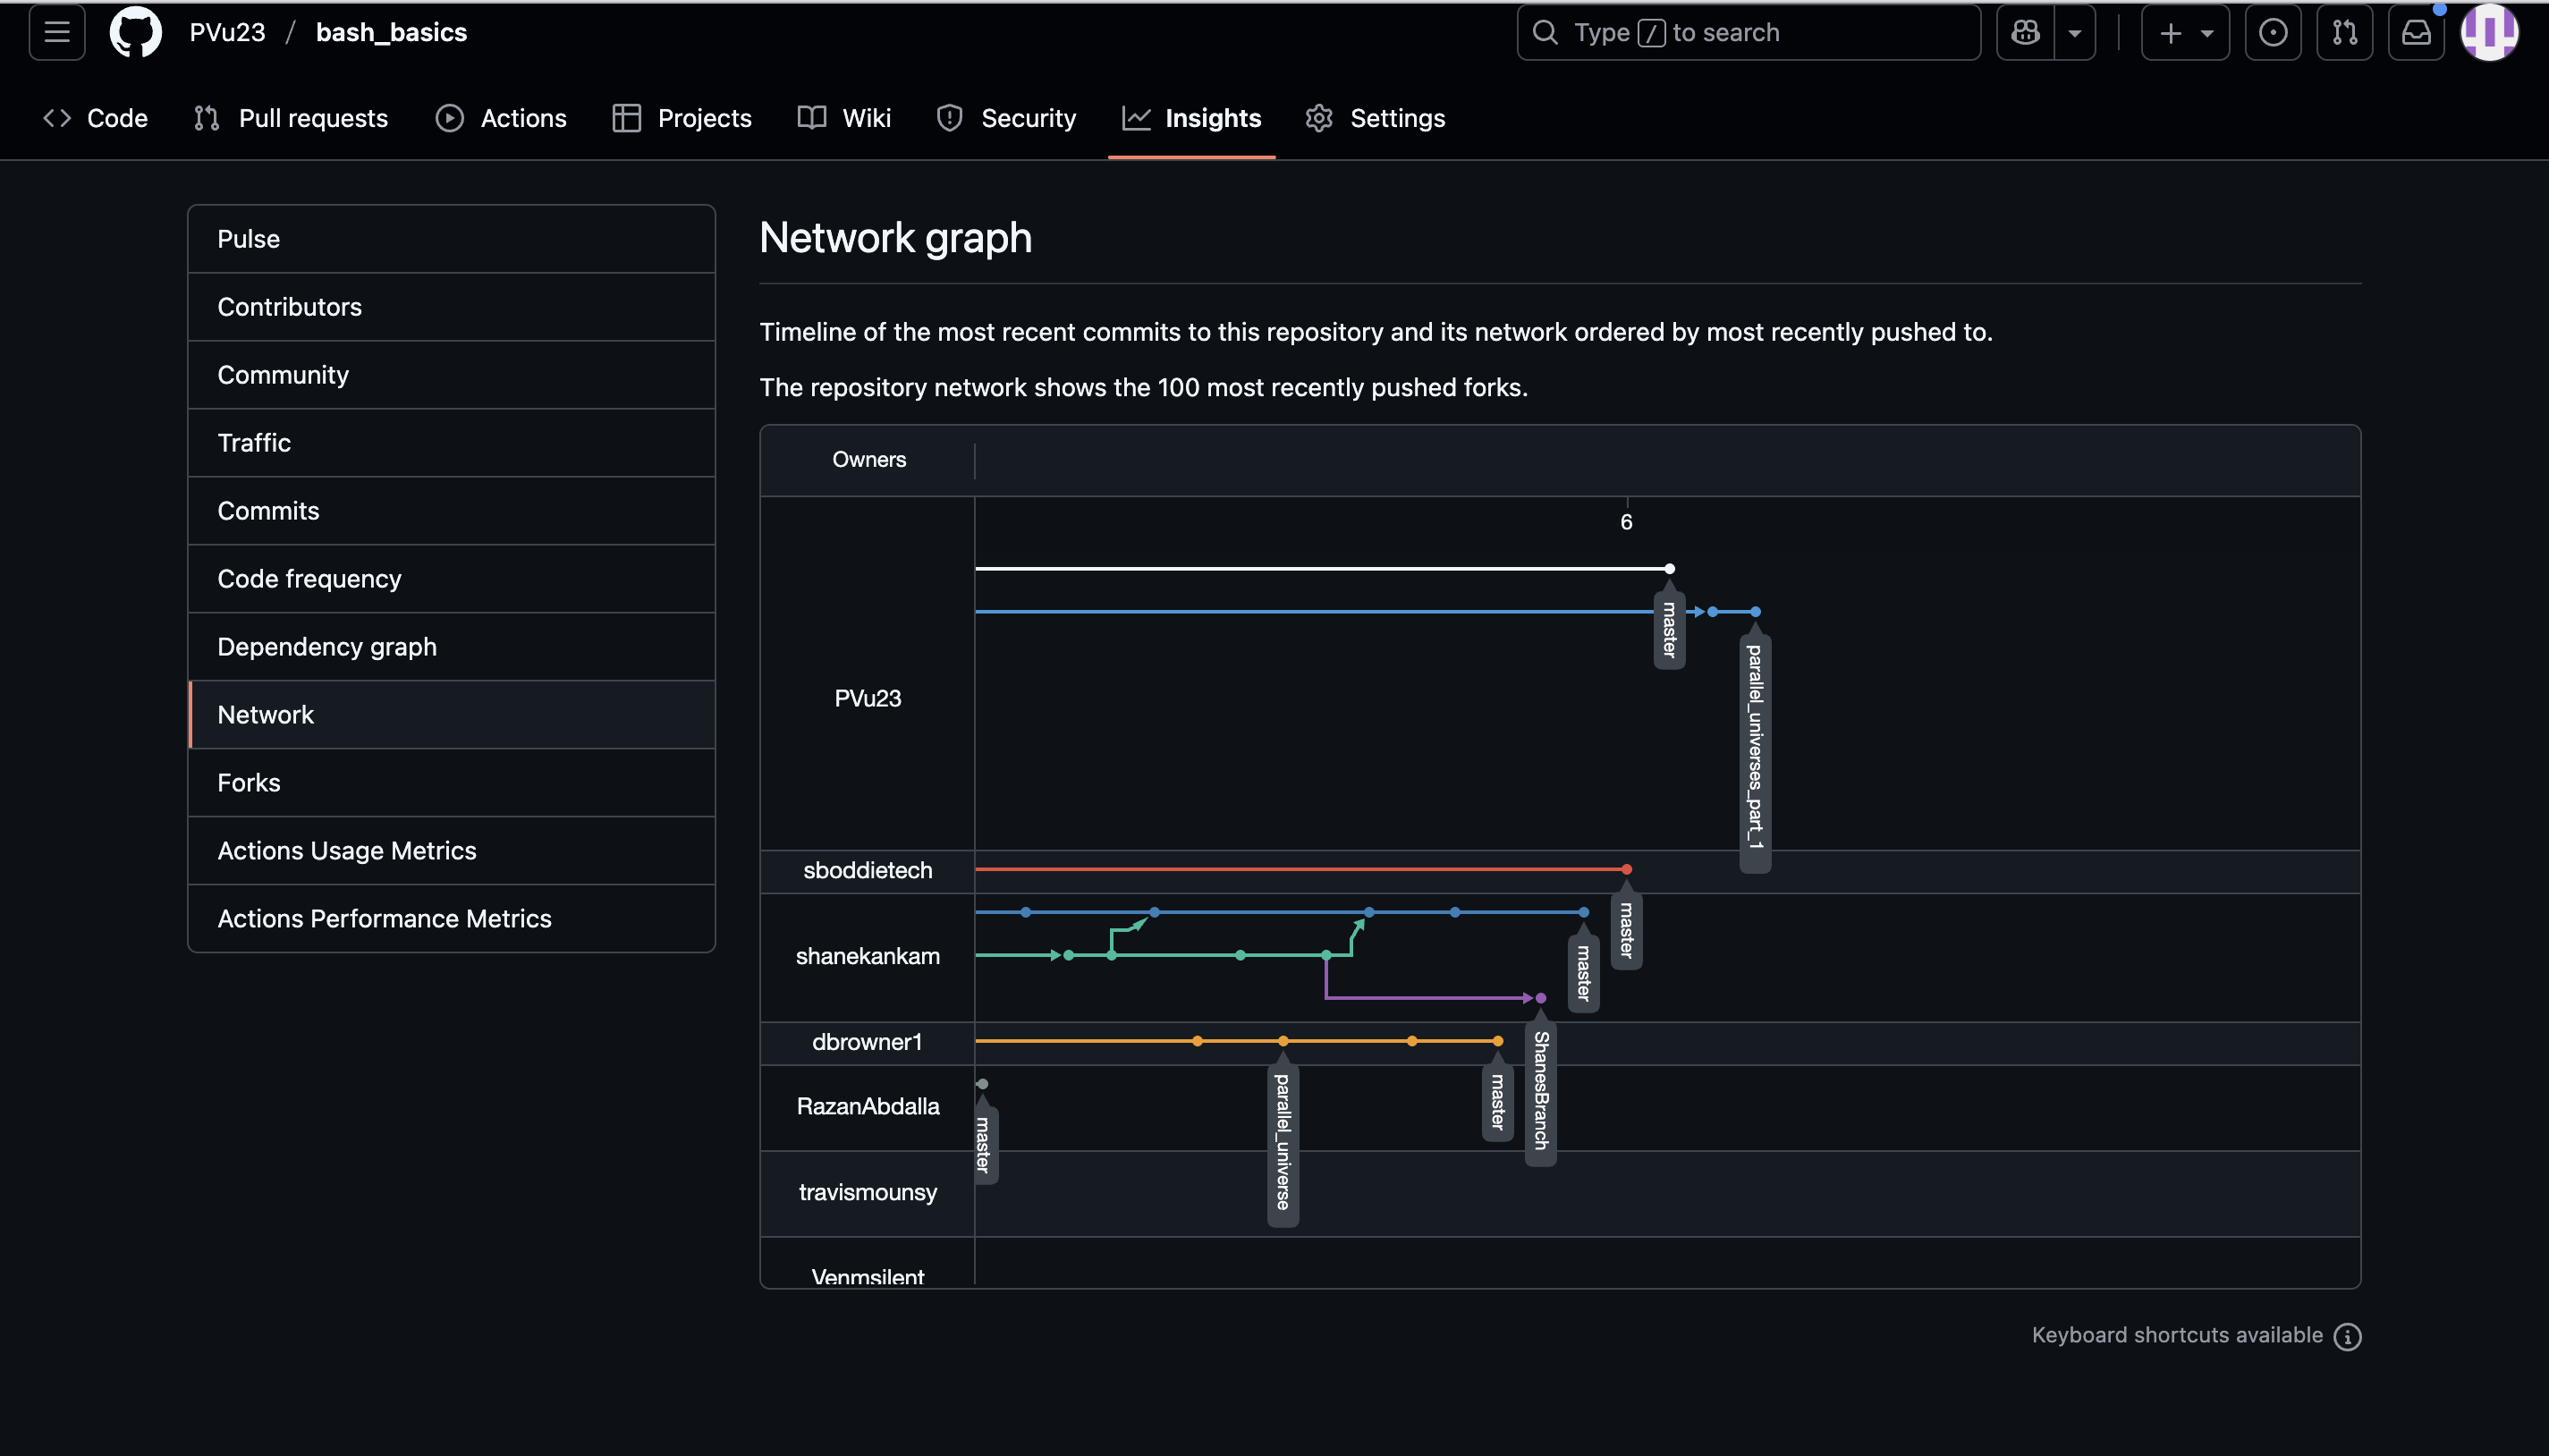 PVu23 / bash_basics
Type / to search
Code Pull requests Actions Projects Wiki Security Insights Settings
Pulse
Contributors
Community
Traffic
Commits
Code frequency
Dependency graph
Network
Forks
Actions Usage Metrics
Actions Performance Metrics
Network graph
Timeline of the most recent commits to this repository and its network ordered by most recently pushed to.
The repository network shows the 100 most recently pushed forks.
Owners
6
PVu23
master
parallel_universes_part_1
sboddietech
master
shanekankam
master
ShanesBranch
dbrowner1
parallel_universe
master
RazanAbdalla
master
travismounsy
Venmsilent
Keyboard shortcuts available